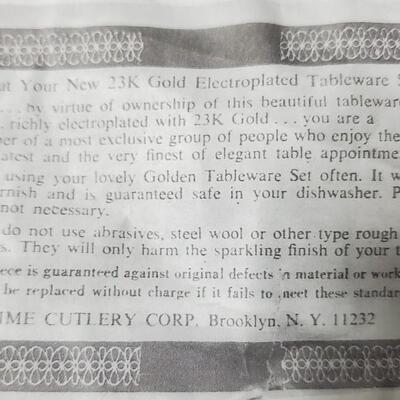 ut Your New 23K Gold Electroplated Tableware S
. . . by virtue of ownership of this beautiful tableware
. richly electroplated with 23K Gold . . . you are a
ber of a most exclusive group of people who enjoy the
atest and the very finest of elegant table appointmen
using your lovely Golden Tableware Set often. It w
rnish and is guaranteed safe in your dishwasher. P
not necessary.
do not use abrasives, steel wool or other type rough
s. They will only harm the sparkling finish of your t
ece is guaranteed against original defects in material or work
be replaced without charge if it fails to meet these standar
IME CUTLERY CORP. Brooklyn, N. Y. 11232